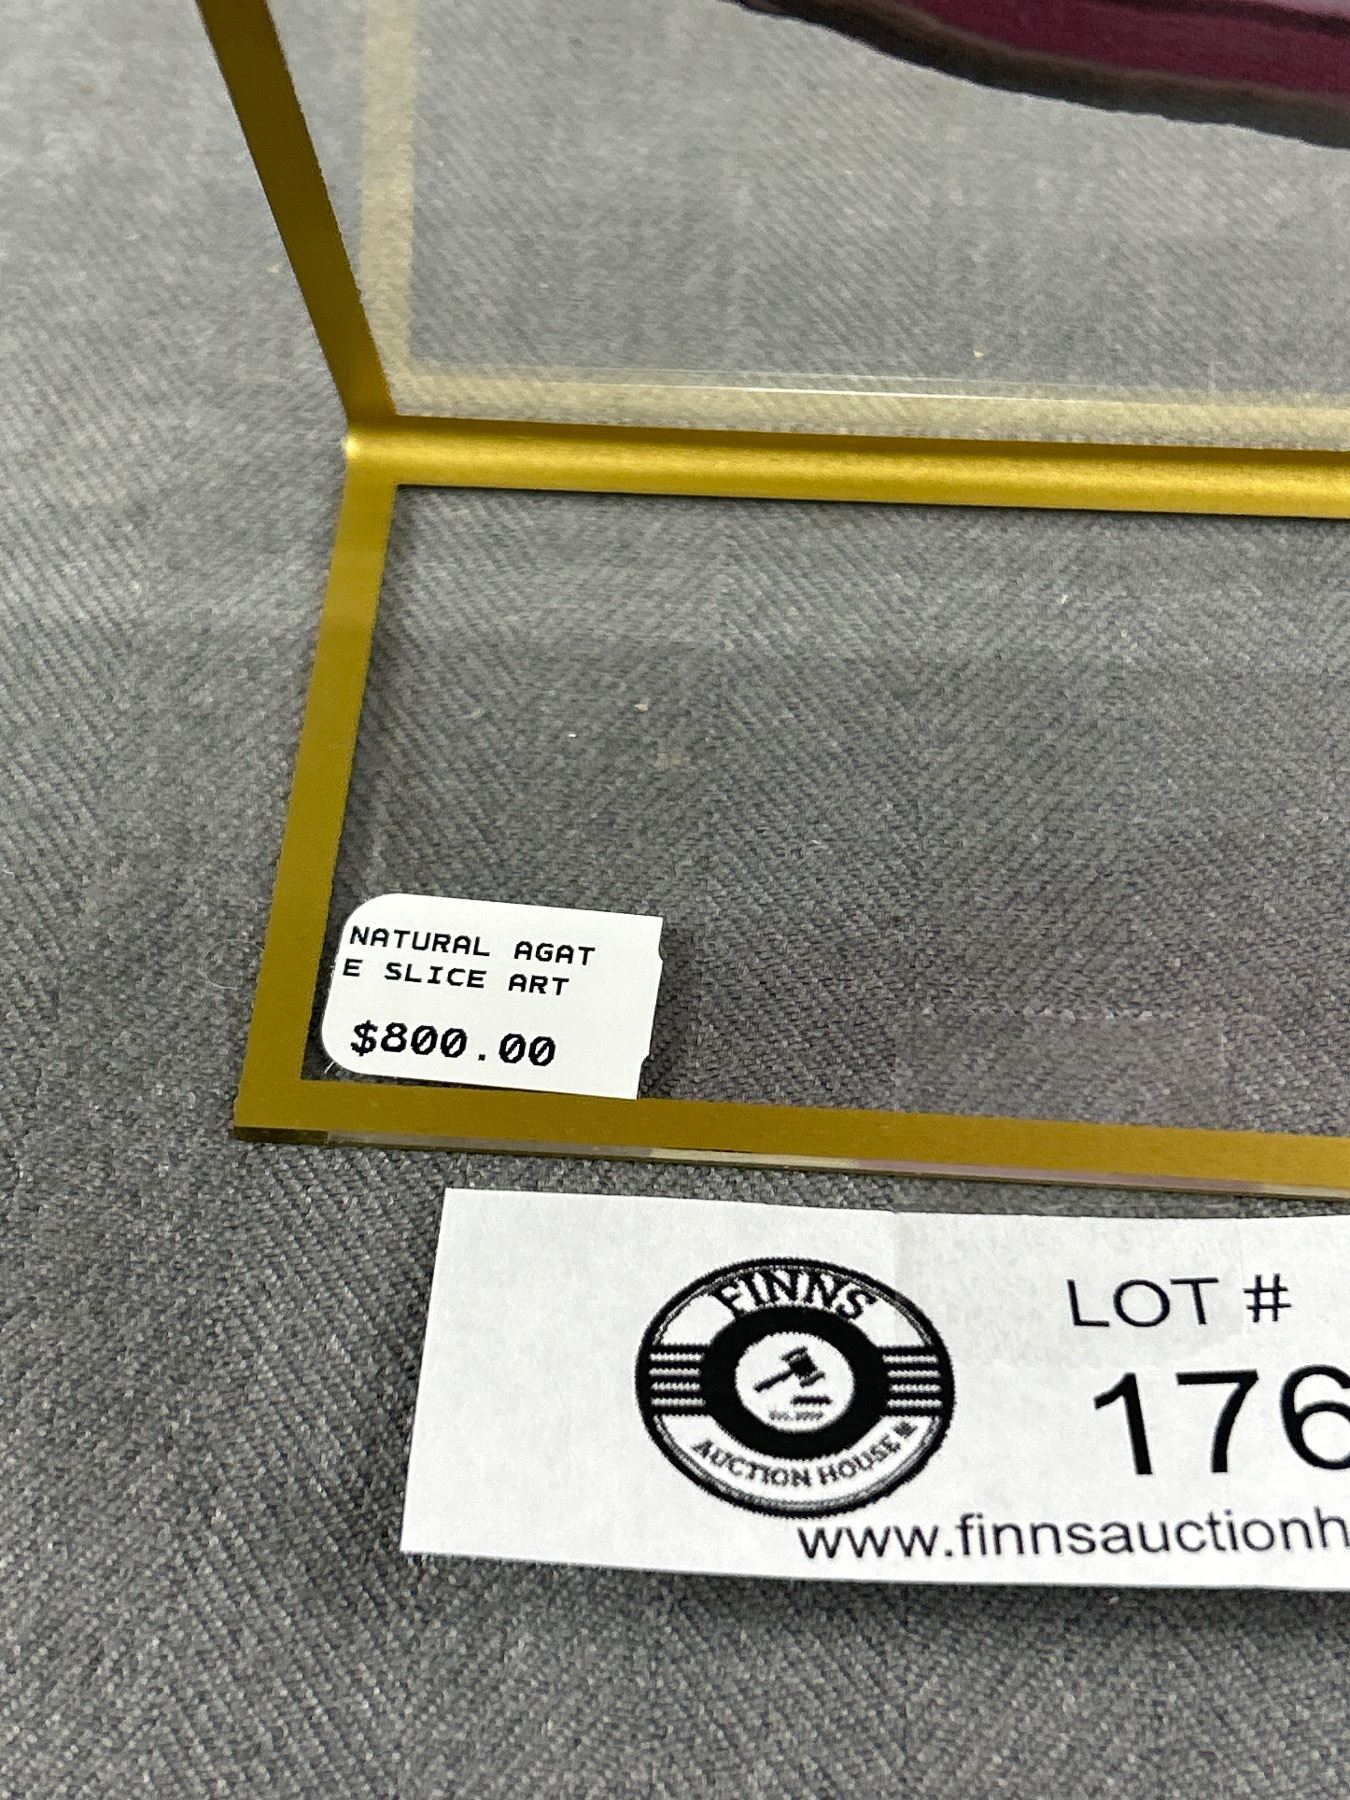 NATURAL AGAT
E SLICE ART
$800.00
FINNS
AUCTION HOUSE
LOT #
176
www.finnsauctionh